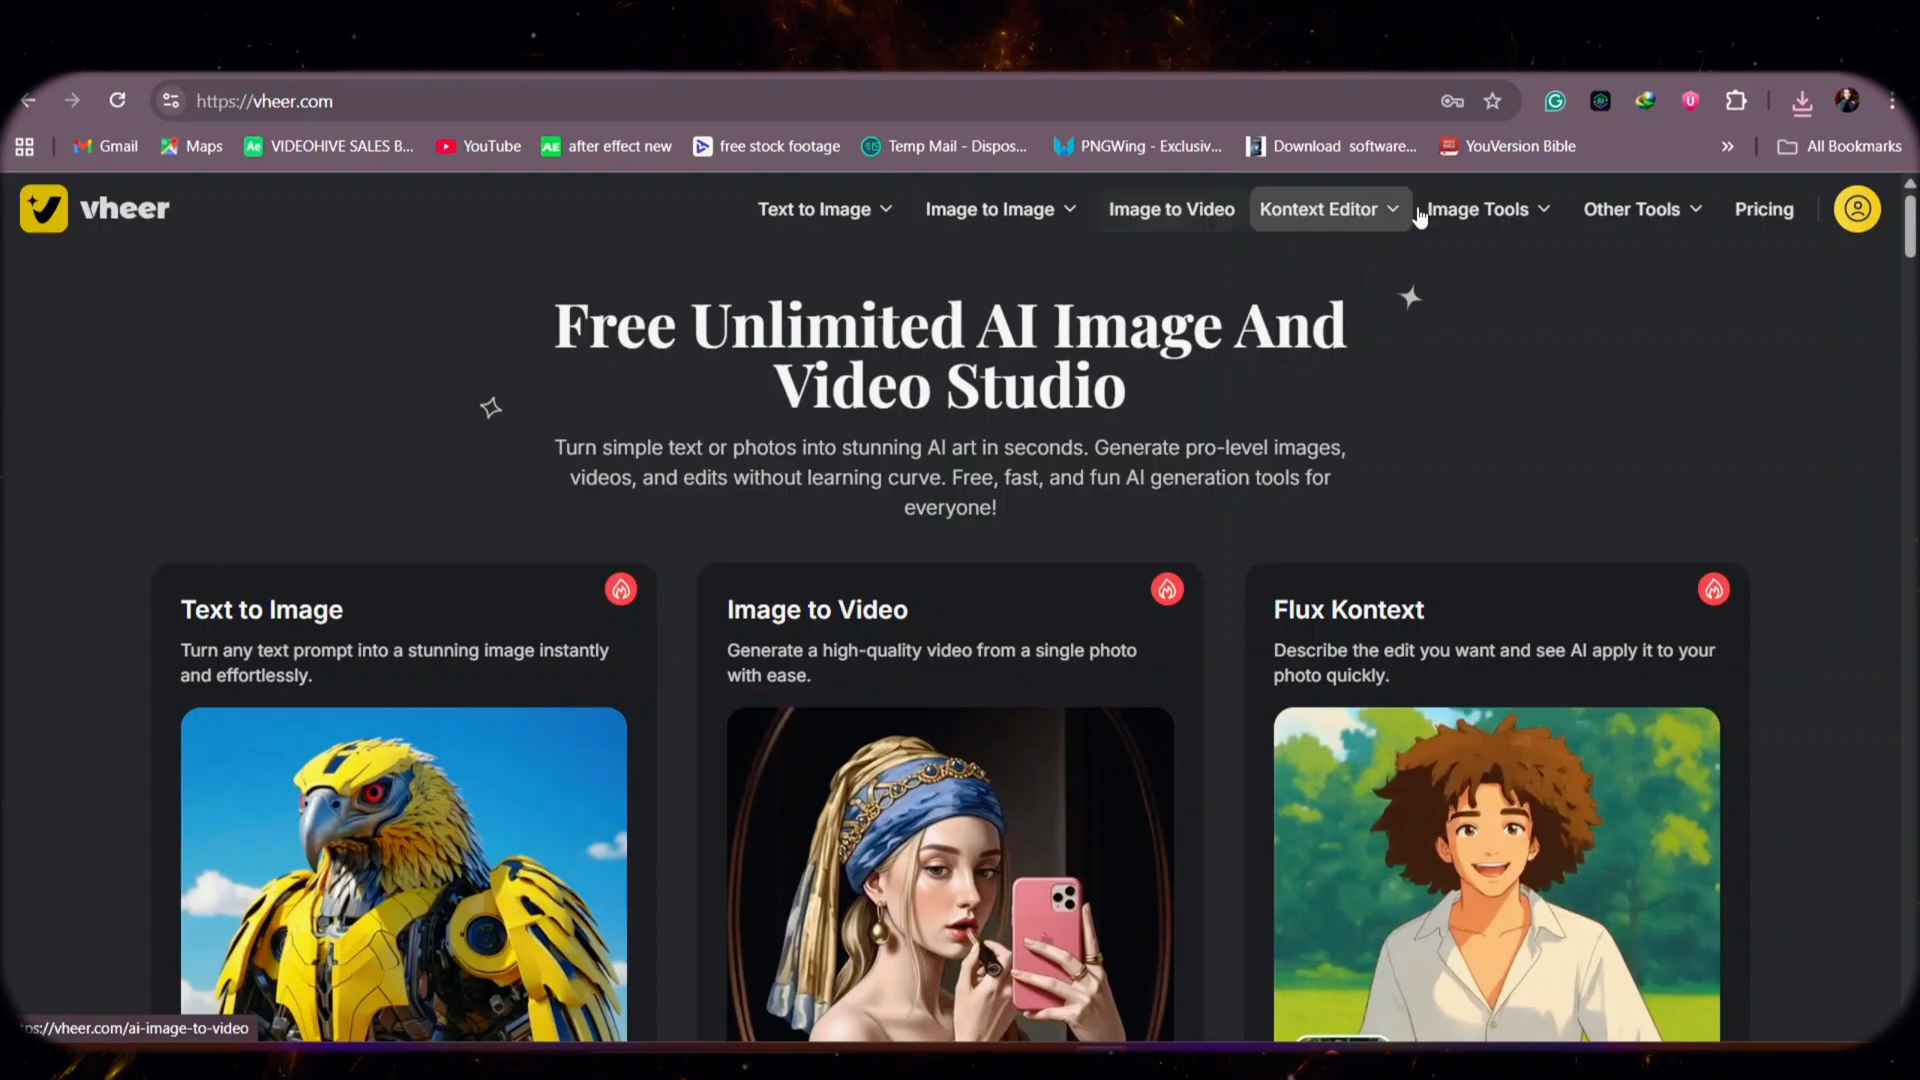 https://vheer.com
Gmail
Maps
VIDEOHIVE SALES B...
YouTube
AE after effect new
free stock footage
Temp Mail - Dispos...
PNGWing - Exclusiv...
Download software...
YouVersion Bible
All Bookmarks
vheer
Text to Image
Image to Image
Image to Video
Kontext Editor
Image Tools
Other Tools
Pricing
Free Unlimited AI Image And
Video Studio
Turn simple text or photos into stunning AI art in seconds. Generate pro-level images,
videos, and edits without learning curve. Free, fast, and fun AI generation tools for
everyone!
Text to Image
Turn any text prompt into a stunning image instantly
and effortlessly.
Image to Video
Generate a high-quality video from a single photo
with ease.
Flux Kontext
Describe the edit you want and see AI apply it to your
photo quickly.
ps://vheer.com/ai-image-to-video